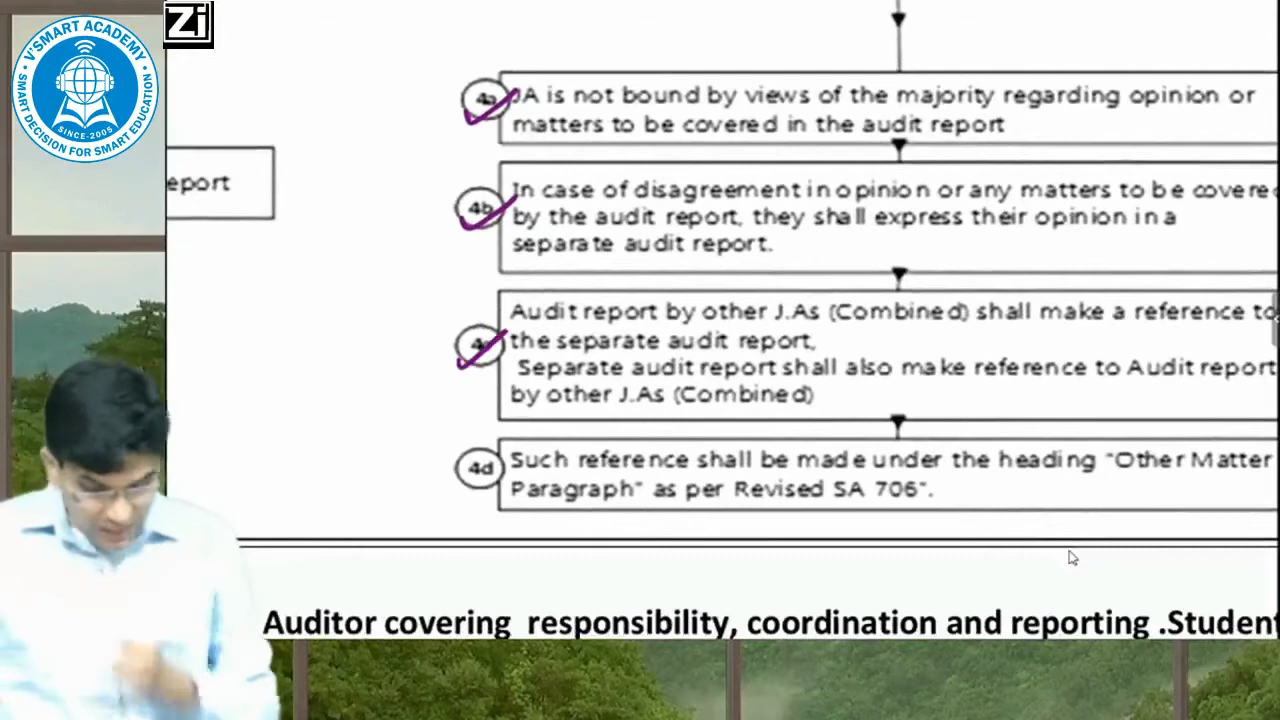 V'SMART ACADEMY
SMART DECISION FOR SMART EDUCATION
SINCE-2005
Zi
4a JA is not bound by views of the majority regarding opinion or
matters to be covered in the audit report
eport
4b In case of disagreement in opinion or any matters to be covere
by the audit report, they shall express their opinion in a
separate audit report.
Audit report by other J.As (Combined) shall make a reference to
the separate audit report,
Separate audit report shall also make reference to Audit report
by other J.As (Combined)
4d Such reference shall be made under the heading "Other Matter
Paragraph" as per Revised SA 706".
Auditor covering responsibility, coordination and reporting .Student